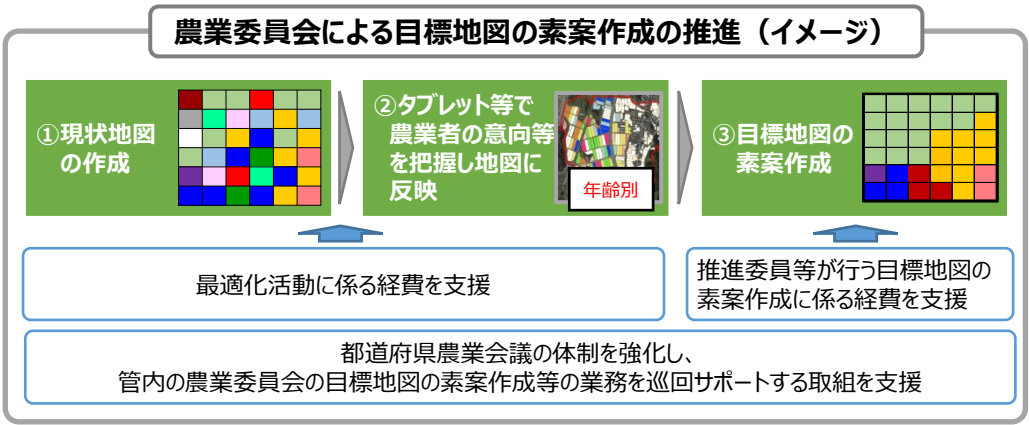 農業委員会による目標地図の素案作成の推進（イメージ）
①現状地図
の作成
②タブレット等で
農業者の意向等
を把握し地図に
反映
年齢別
③目標地図の
素案作成
最適化活動に係る経費を支援
推進委員等が行う目標地図の
素案作成に係る経費を支援
都道府県農業会議の体制を強化し、
管内の農業委員会の目標地図の素案作成等の業務を巡回サポートする取組を支援